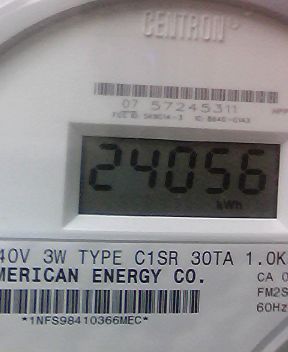 CENTRON
07 57245311
24056
kWh
40V 3W TYPE C1SR 30TA 1.0K
MERICAN ENERGY CO.
CA 0
FM2S
60Hz
*1NFS98410366MEC*